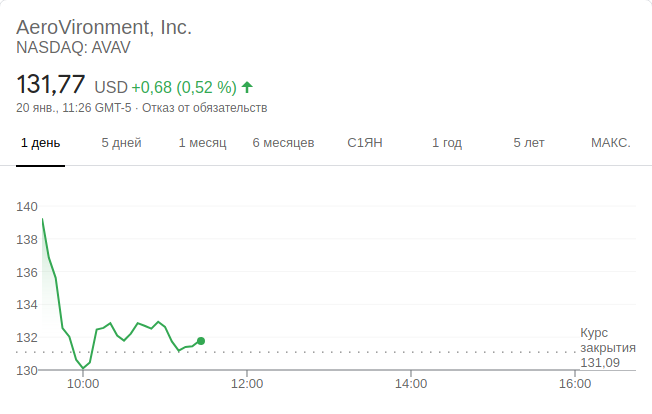 AeroVironment, Inc.
NASDAQ: AVAV
131,77 USD +0,68 (0,52 %)
20 янв., 11:26 GMT-5 · Отказ от обязательств
1 день 5 дней 1 месяц 6 месяцев С1ЯН 1 год 5 лет МАКС.
140
138
136
134
132
130
Курс
закрытия
131,09
10:00 12:00 14:00 16:00